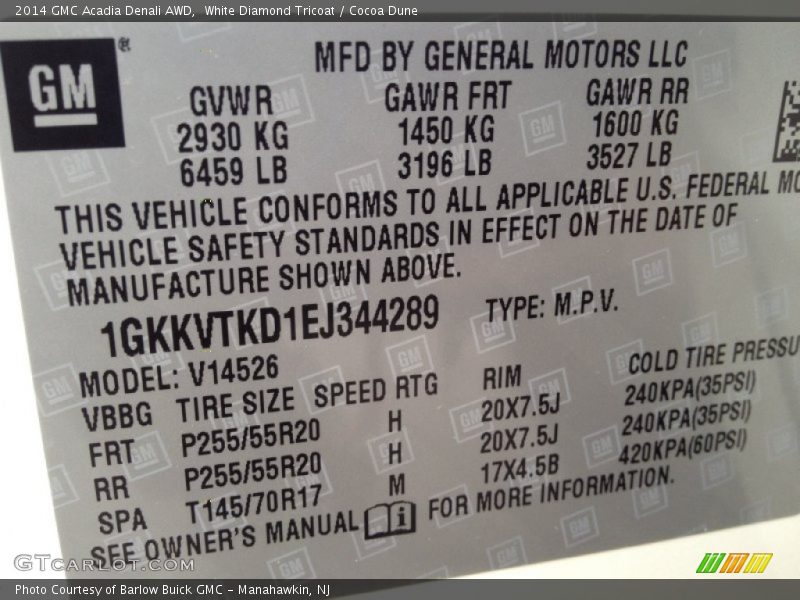 2014 GMC Acadia Denali AWD, White Diamond Tricoat / Cocoa Dune
GM ®
MFD BY GENERAL MOTORS LLC
GVWR GAWR FRT GAWR RR
2930 KG 1450 KG 1600 KG
6459 LB 3196 LB 3527 LB
THIS VEHICLE CONFORMS TO ALL APPLICABLE U.S. FEDERAL MO
VEHICLE SAFETY STANDARDS IN EFFECT ON THE DATE OF
MANUFACTURE SHOWN ABOVE.
1GKKVTKD1EJ344289 TYPE: M.P.V.
MODEL: V14526
VBBG TIRE SIZE SPEED RTG RIM COLD TIRE PRESSU
FRT P255/55R20 H 20X7.5J 240KPA(35PSI)
RR P255/55R20 H 20X7.5J 240KPA(35PSI)
SPA T145/70R17 M 17X4.5B 420KPA(60PSI)
SEE OWNER'S MANUAL i FOR MORE INFORMATION.
GTCarLot.com
Photo Courtesy of Barlow Buick GMC - Manahawkin, NJ